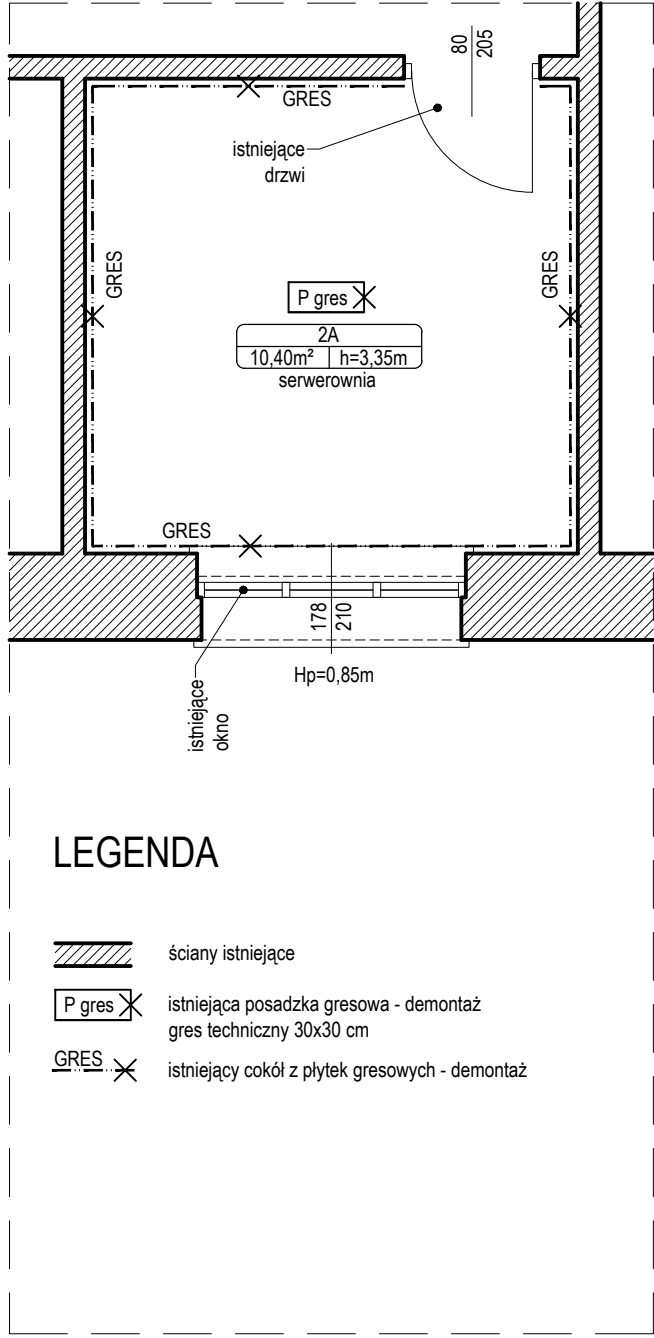 80
205
GRES
istniejące
drzwi
GRES
GRES
P gres
2A
10,40m² h=3,35m
serwerownia
GRES
178
210
Hp=0,85m
istniejące
okno
LEGENDA
ściany istniejące
P gres istniejąca posadzka gresowa - demontaż
gres techniczny 30x30 cm
GRES istniejący cokół z płytek gresowych - demontaż